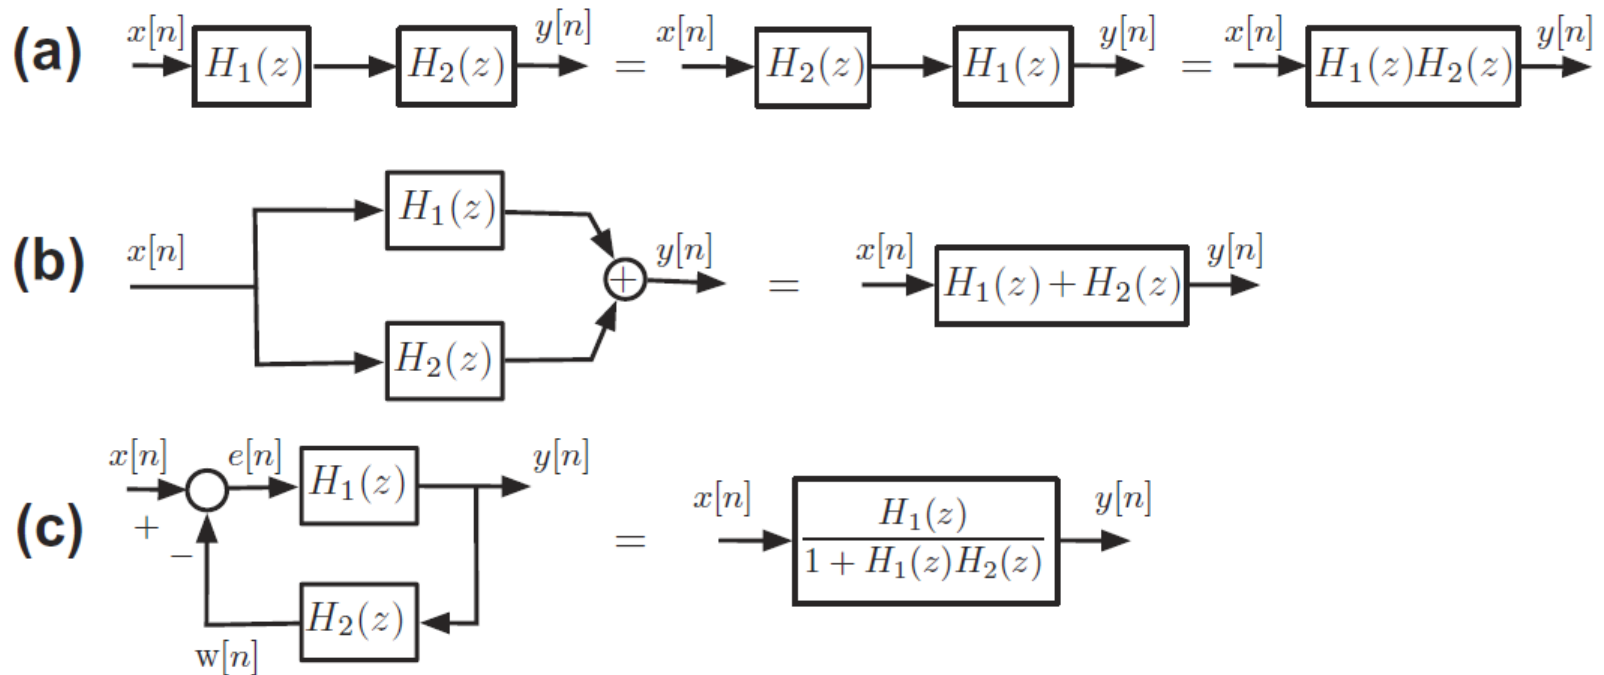 (a) x[n] H₁(z) H₂(z) y[n] = x[n] H₂(z) H₁(z) y[n] = x[n] H₁(z)H₂(z) y[n]
(b) x[n] H₁(z) H₂(z) + y[n] = x[n] H₁(z)+H₂(z) y[n]
(c) x[n] + − e[n] H₁(z) y[n] H₂(z) w[n] = x[n] H₁(z) / 1 + H₁(z)H₂(z) y[n]